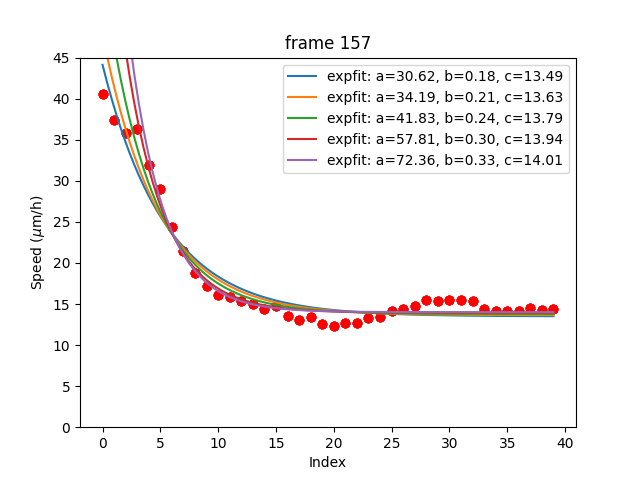 frame 157
expfit: a=30.62, b=0.18, c=13.49
expfit: a=34.19, b=0.21, c=13.63
expfit: a=41.83, b=0.24, c=13.79
expfit: a=57.81, b=0.30, c=13.94
expfit: a=72.36, b=0.33, c=14.01
Speed (μm/h)
45
40
35
30
25
20
15
10
5
0
0 5 10 15 20 25 30 35 40
Index